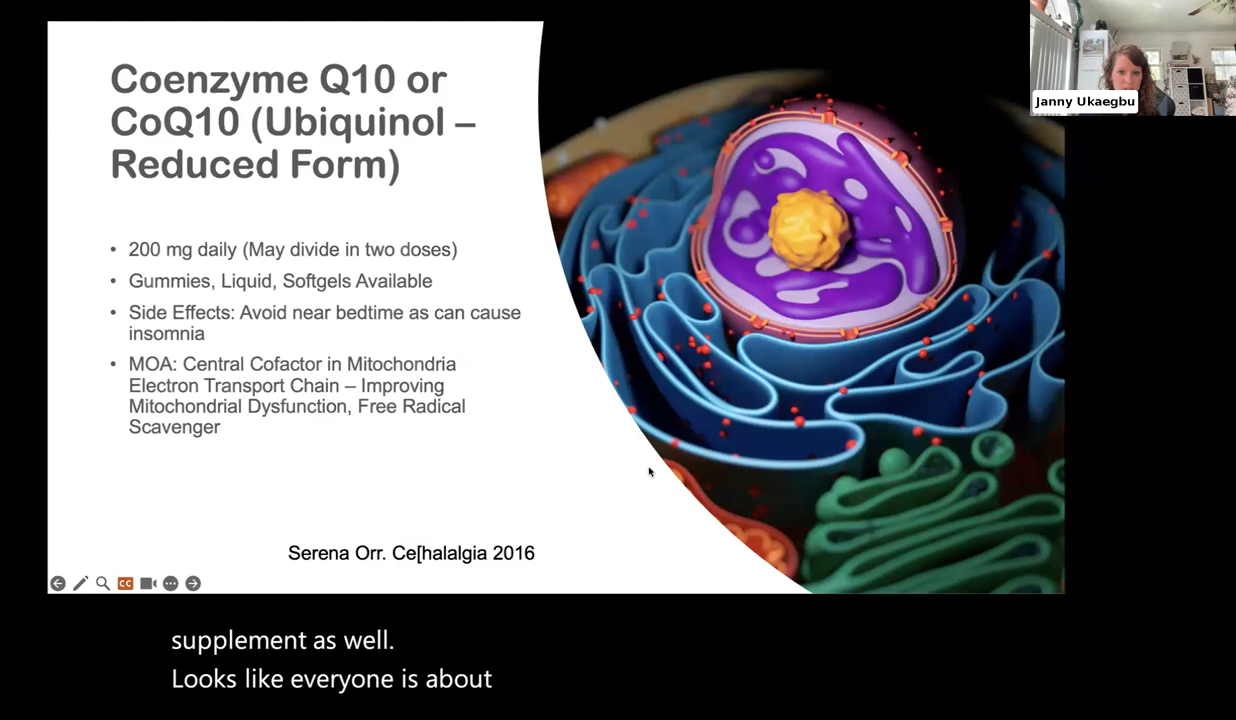 Coenzyme Q10 or
CoQ10 (Ubiquinol –
Reduced Form)
• 200 mg daily (May divide in two doses)
• Gummies, Liquid, Softgels Available
• Side Effects: Avoid near bedtime as can cause
insomnia
• MOA: Central Cofactor in Mitochondria
Electron Transport Chain – Improving
Mitochondrial Dysfunction, Free Radical
Scavenger
Serena Orr. Ce[halalgia 2016
CC
Janny Ukaegbu
supplement as well.
Looks like everyone is about